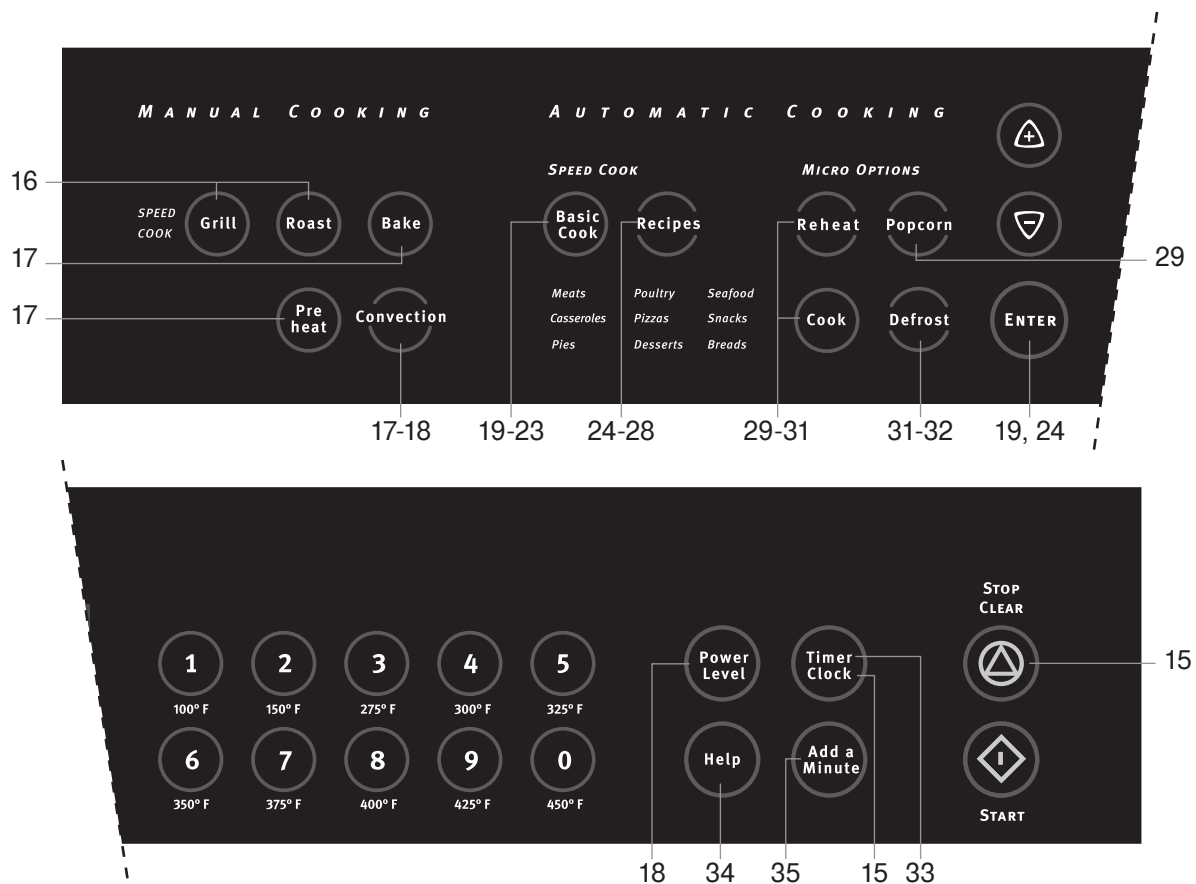 MANUAL COOKING
AUTOMATIC COOKING
SPEED COOK
MICRO OPTIONS
+
16
SPEED
COOK
Grill
Roast
Bake
Basic
Cook
Recipes
Reheat
Popcorn
−
17
29
Meats Poultry Seafood
Casseroles Pizzas Snacks
Pies Desserts Breads
17
Pre
heat
Convection
Cook
Defrost
ENTER
17-18 19-23 24-28 29-31 31-32 19, 24
STOP
CLEAR
1 2 3 4 5
100° F 150° F 275° F 300° F 325° F
Power
Level
Timer
Clock
15
6 7 8 9 0
350° F 375° F 400° F 425° F 450° F
Help
Add a
Minute
START
18 34 35 15 33